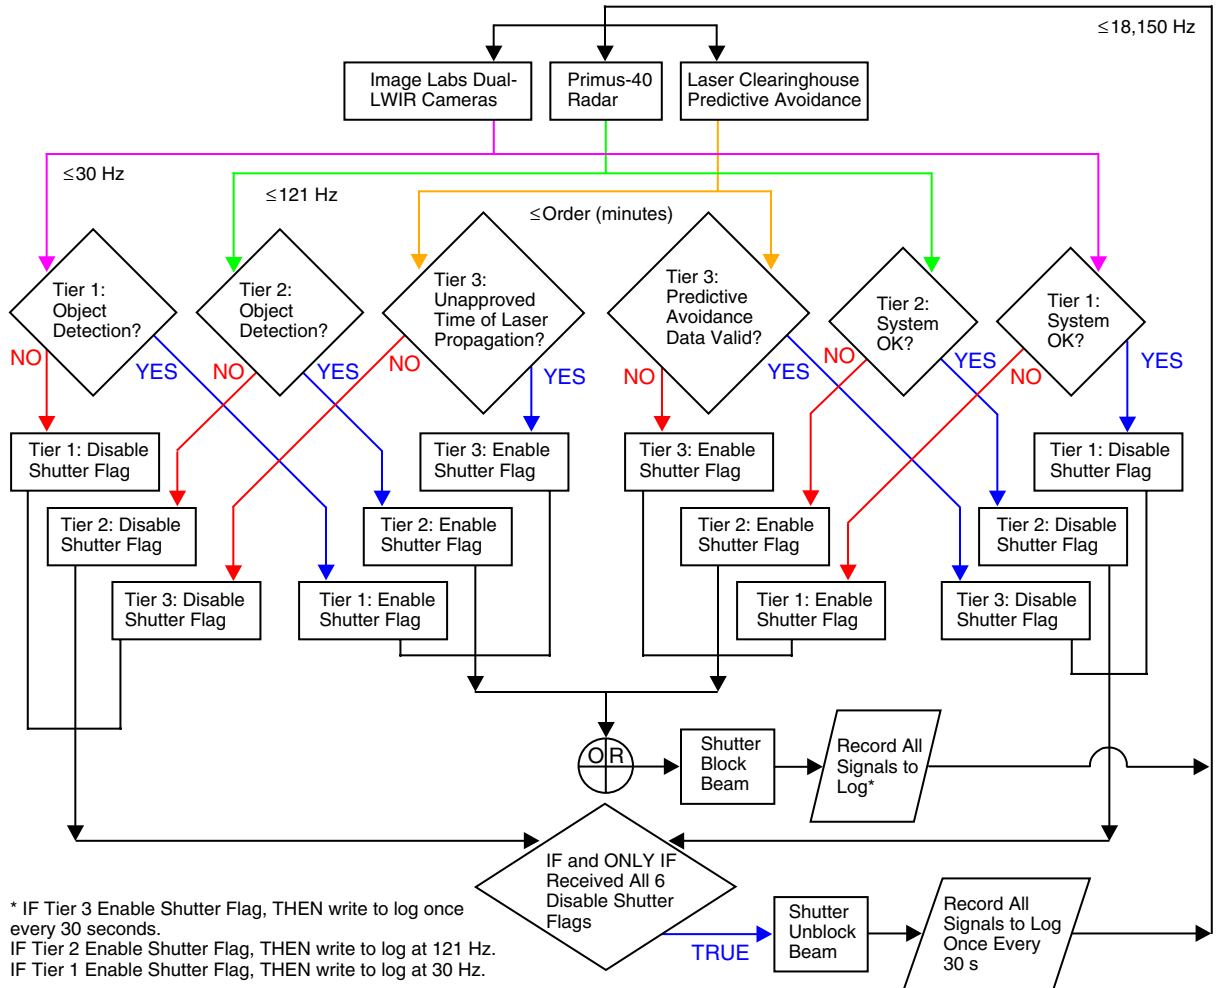 ≤18,150 Hz
Image Labs Dual-
LWIR Cameras
Primus-40
Radar
Laser Clearinghouse
Predictive Avoidance
≤30 Hz
≤121 Hz
≤Order (minutes)
Tier 1:
Object
Detection?
Tier 2:
Object
Detection?
Tier 3:
Unapproved
Time of Laser
Propagation?
Tier 3:
Predictive
Avoidance
Data Valid?
Tier 2:
System
OK?
Tier 1:
System
OK?
NO
YES
NO
YES
NO
YES
NO
YES
NO
YES
NO
YES
Tier 1: Disable
Shutter Flag
Tier 3: Enable
Shutter Flag
Tier 3: Enable
Shutter Flag
Tier 1: Disable
Shutter Flag
Tier 2: Disable
Shutter Flag
Tier 2: Enable
Shutter Flag
Tier 2: Enable
Shutter Flag
Tier 2: Disable
Shutter Flag
Tier 3: Disable
Shutter Flag
Tier 1: Enable
Shutter Flag
Tier 1: Enable
Shutter Flag
Tier 3: Disable
Shutter Flag
OR
Shutter
Block
Beam
Record All
Signals to
Log*
IF and ONLY IF
Received All 6
Disable Shutter
Flags
TRUE
Shutter
Unblock
Beam
Record All
Signals to Log
Once Every
30 s
* IF Tier 3 Enable Shutter Flag, THEN write to log once
every 30 seconds.
IF Tier 2 Enable Shutter Flag, THEN write to log at 121 Hz.
IF Tier 1 Enable Shutter Flag, THEN write to log at 30 Hz.